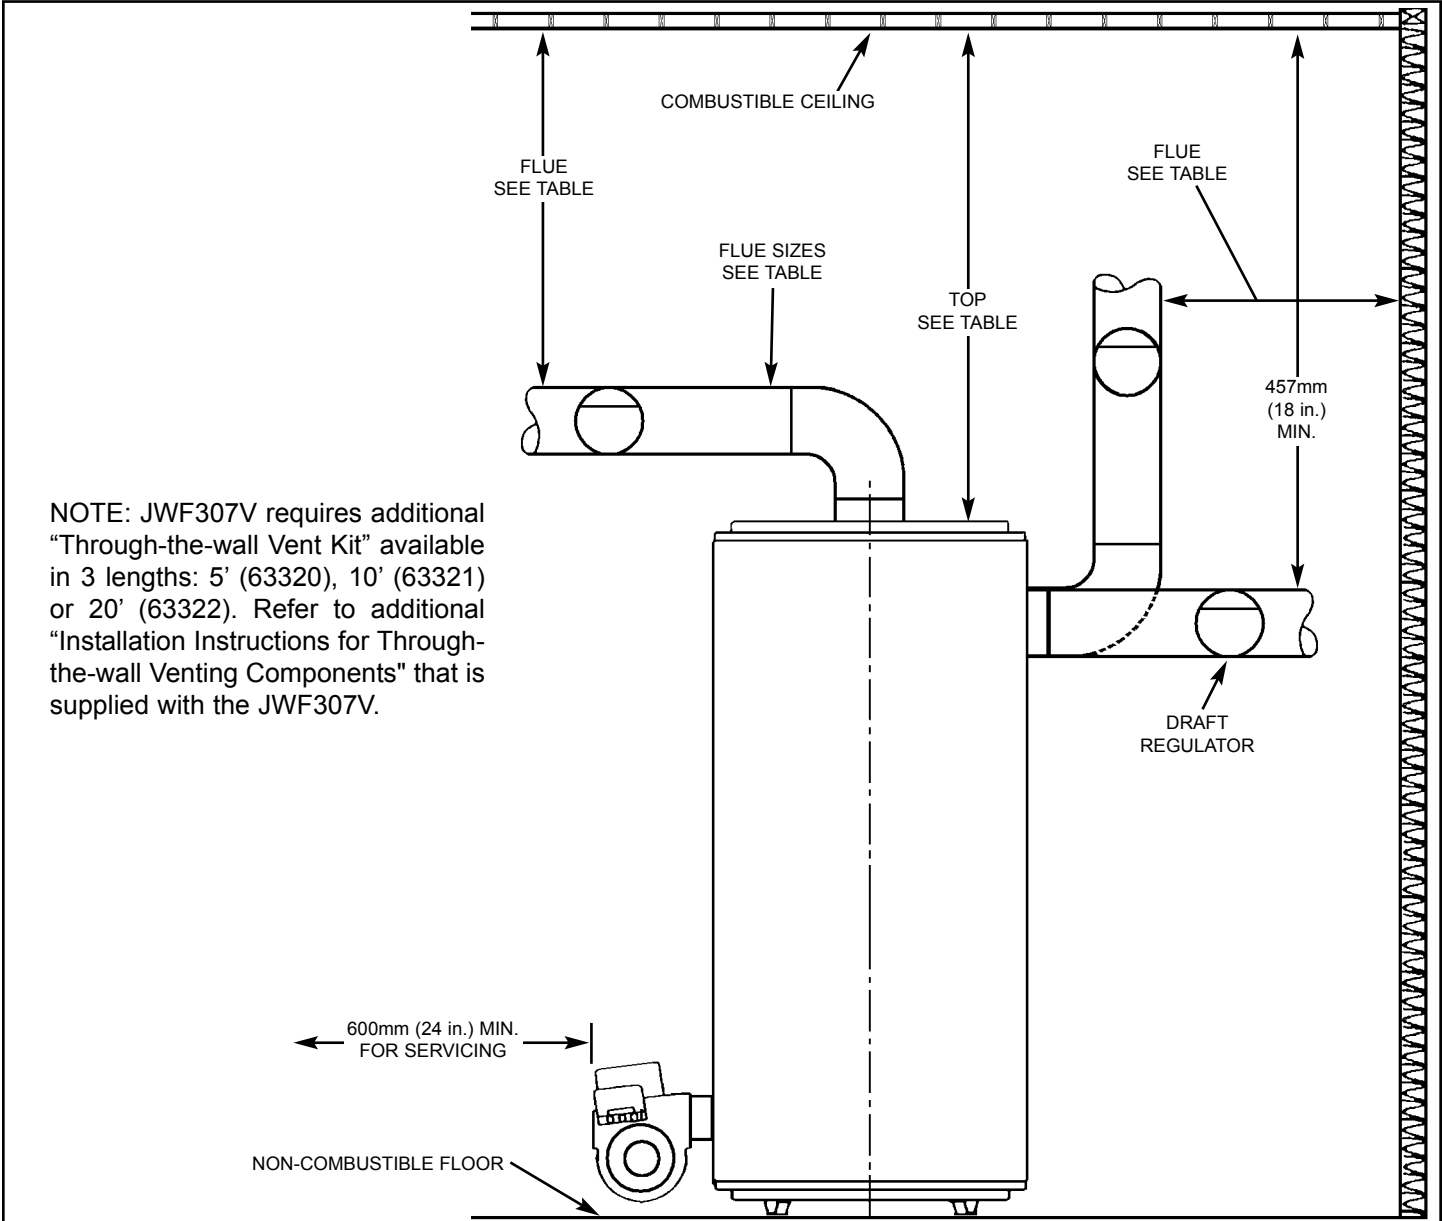 COMBUSTIBLE CEILING
FLUE
SEE TABLE
FLUE
SEE TABLE
FLUE SIZES
SEE TABLE
TOP
SEE TABLE
457mm
(18 in.)
MIN.
NOTE: JWF307V requires additional
“Through-the-wall Vent Kit” available
in 3 lengths: 5’ (63320), 10’ (63321)
or 20’ (63322). Refer to additional
“Installation Instructions for Through-
the-wall Venting Components" that is
supplied with the JWF307V.
DRAFT
REGULATOR
600mm (24 in.) MIN.
FOR SERVICING
NON-COMBUSTIBLE FLOOR